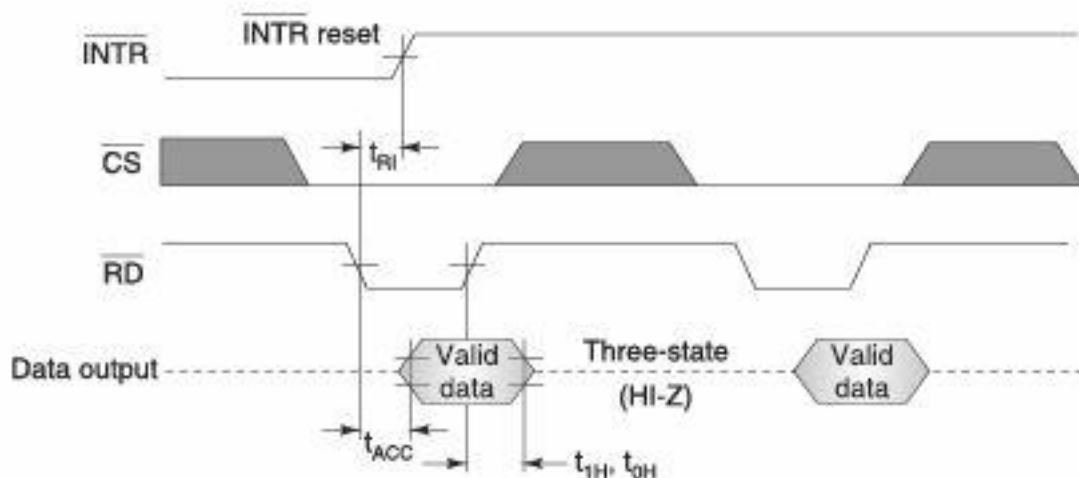 INTR
INTR reset
tRI
CS
RD
Data output
Valid data
Three-state (HI-Z)
Valid data
tACC
t1H, t0H